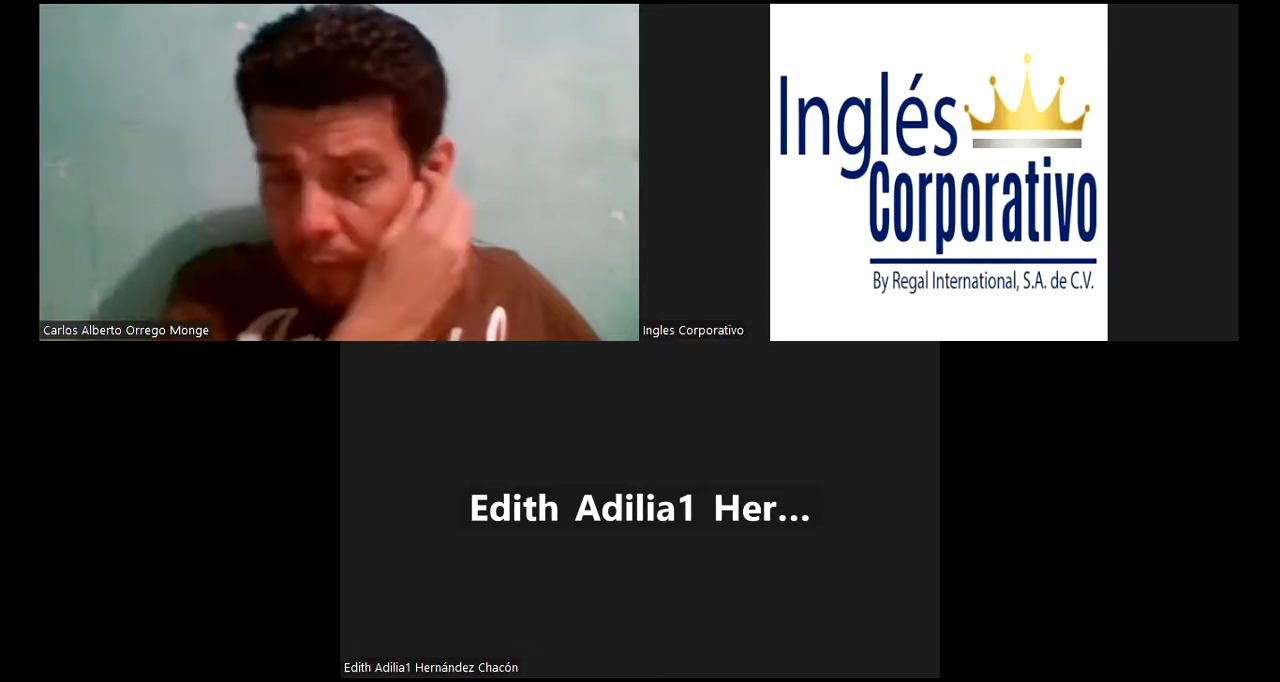 Inglés
Corporativo
By Regal International, S.A. de C.V.
Carlos Alberto Orrego Monge
Ingles Corporativo
Edith Adilia1 Her...
Edith Adilia1 Hernández Chacón